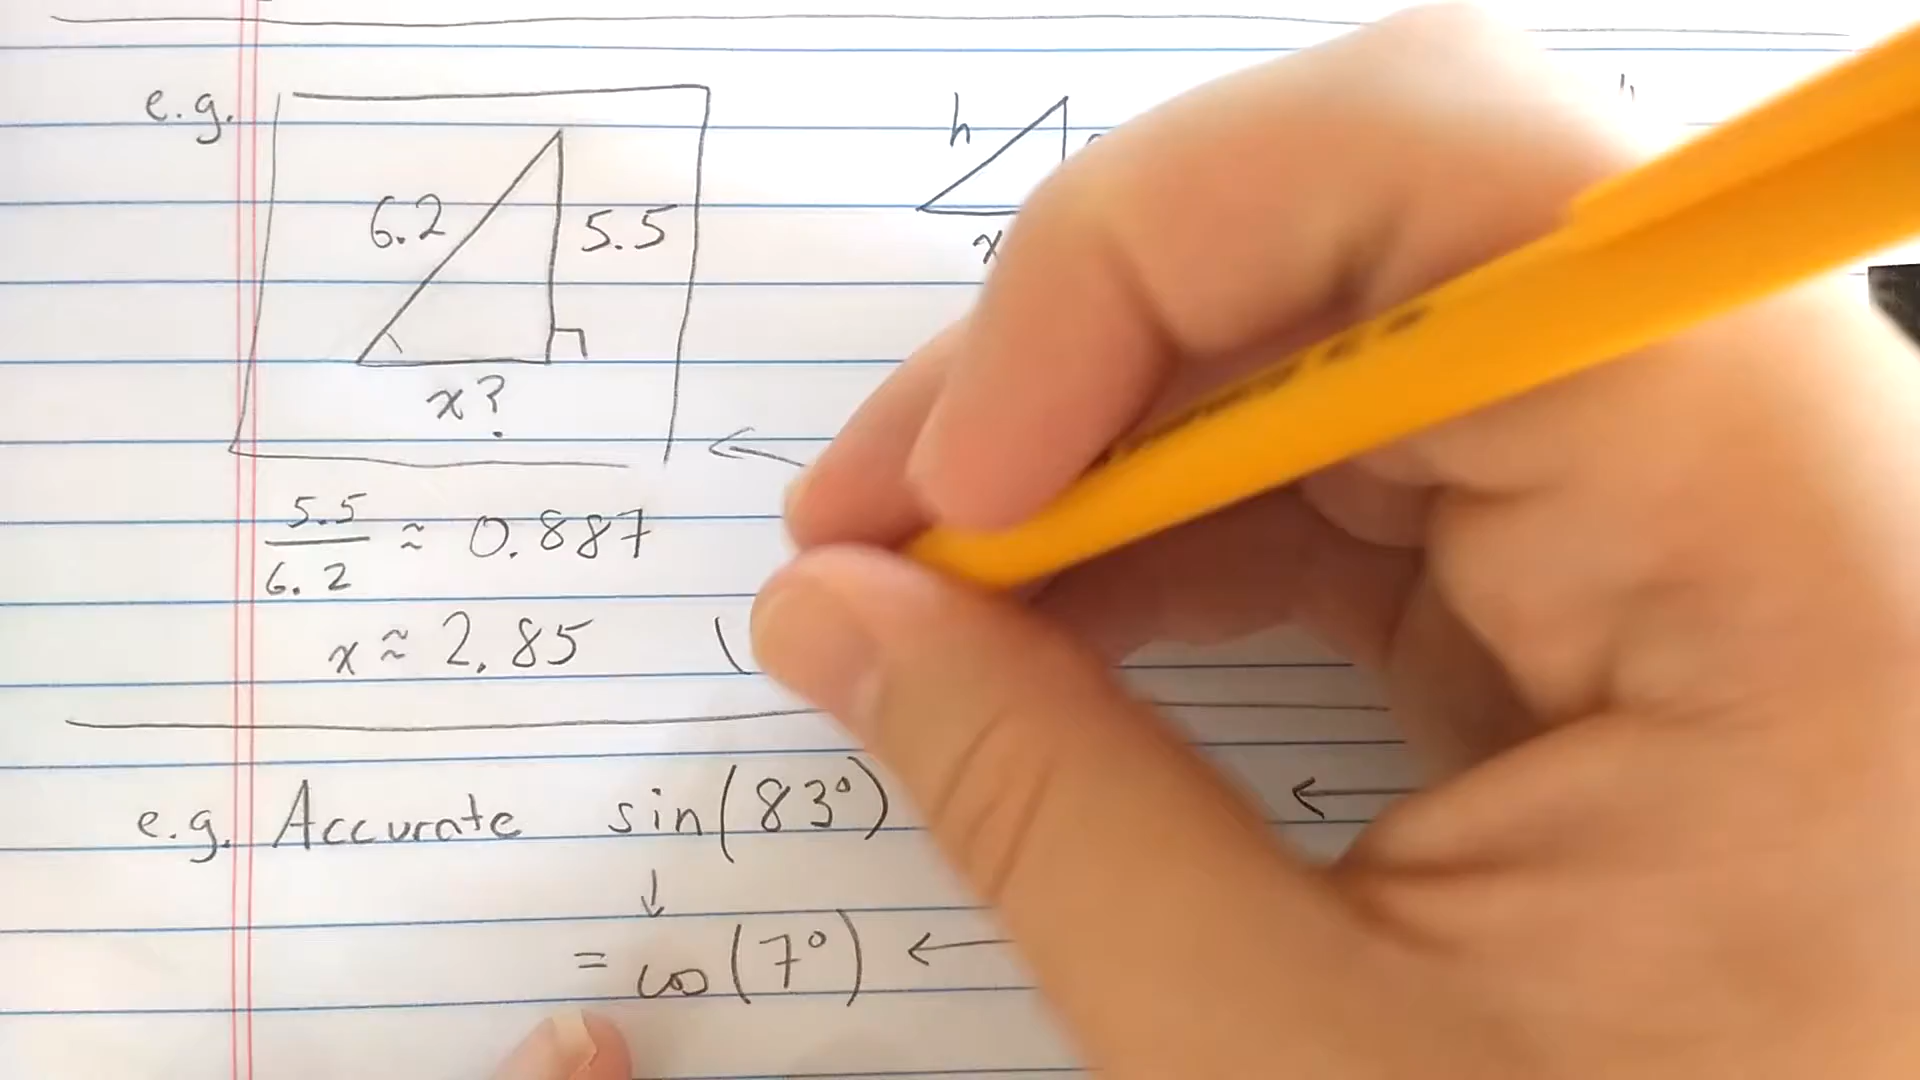 e.g.
6.2
5.5
x?
h
x
5.5
6.2
≈ 0.887
x ≈ 2.85
e.g. Accurate sin(83°)
↓
= cos(7°) ←